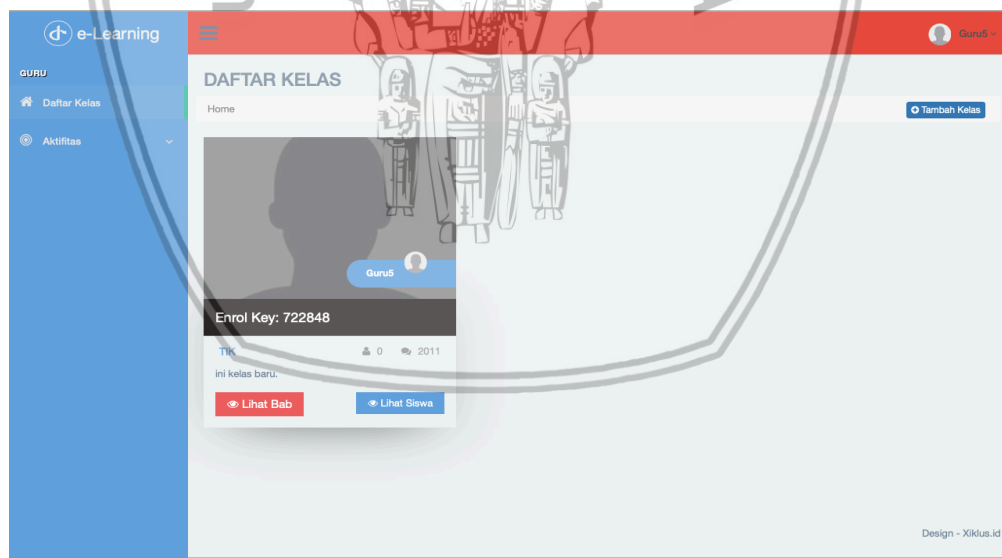 e-Learning
Guru5
GURU
Daftar Kelas
Aktifitas
DAFTAR KELAS
Home
Tambah Kelas
Guru5
Enrol Key: 722848
TIK 0 2011
ini kelas baru.
Lihat Bab Lihat Siswa
Design - Xiklus.id